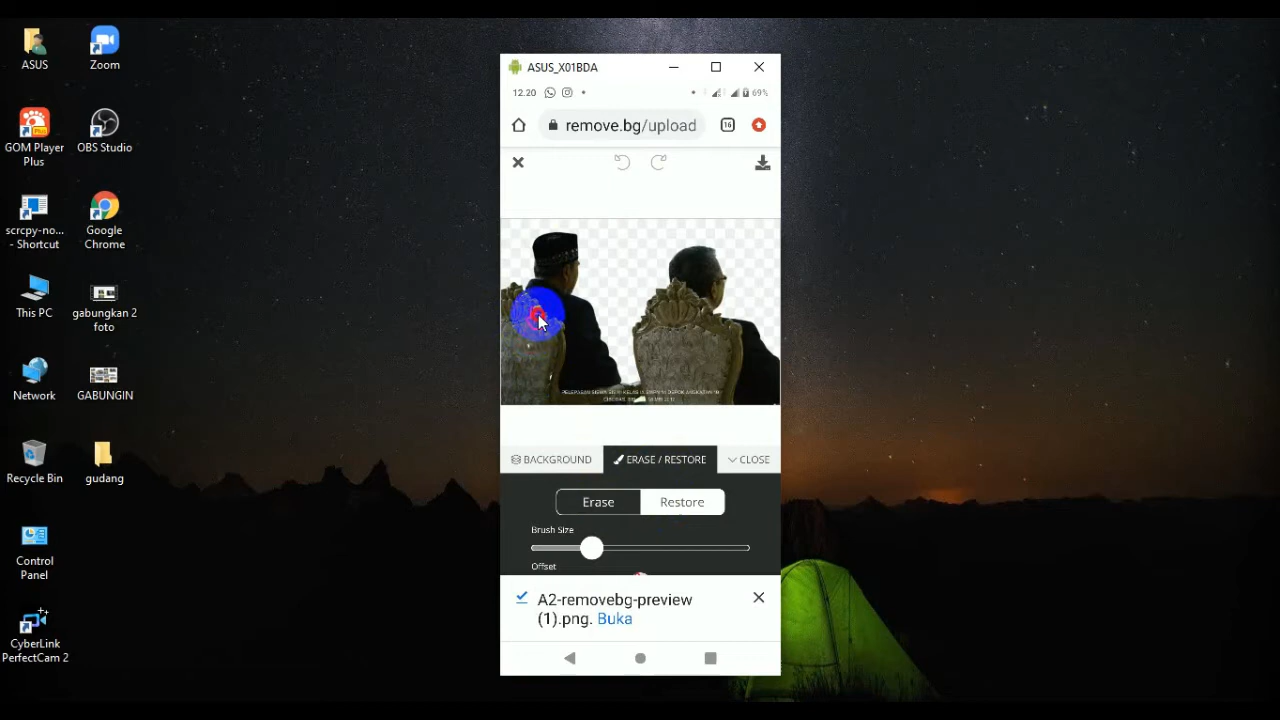 ASUS
Zoom
GOM Player
Plus
OBS Studio
scrcpy-no...
- Shortcut
Google
Chrome
This PC
gabungkan 2
foto
Network
GABUNGIN
Recycle Bin
gudang
Control
Panel
CyberLink
PerfectCam 2
ASUS_X01BDA
12.20
69%
remove.bg/upload
16
BACKGROUND
ERASE / RESTORE
CLOSE
Erase
Restore
Brush Size
Offset
A2-removebg-preview
(1).png. Buka